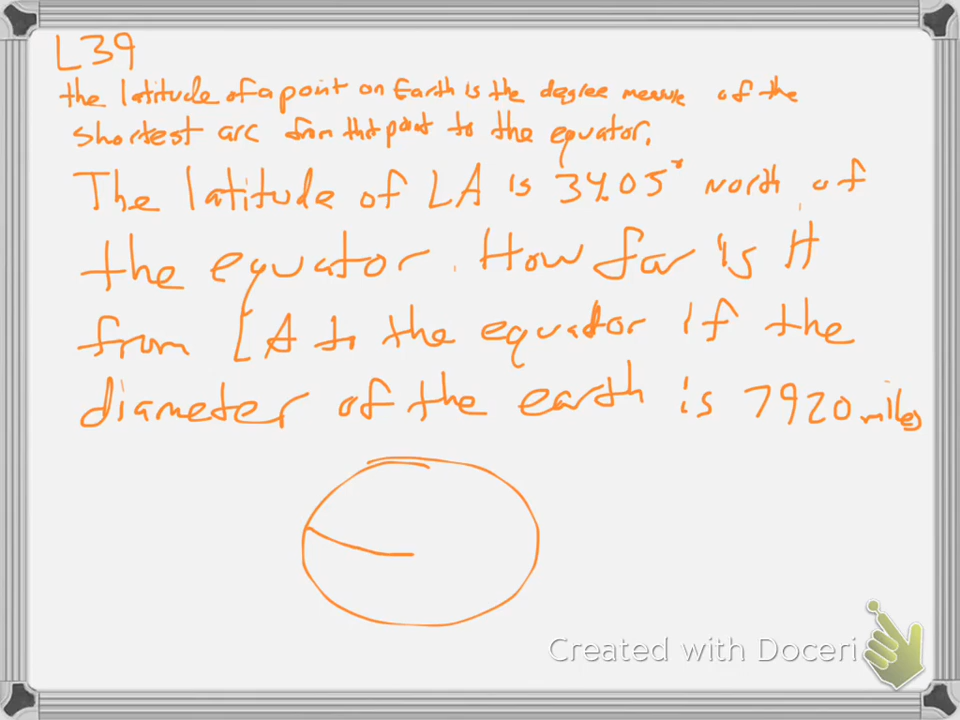 L39
the latitude of a point on Earth is the degree measure of the
shortest arc from that point to the equator.
The latitude of LA is 34.05° north of
the equator. How far is it
from LA to the equator if the
diameter of the earth is 7920 miles
Created with Doceri